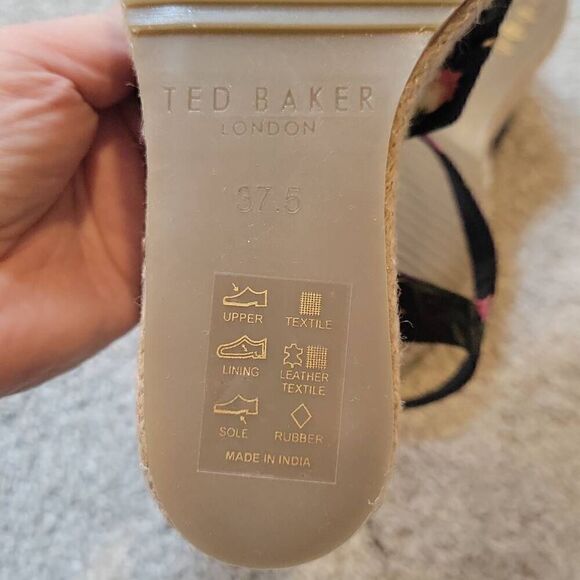 TED BAKER
LONDON
37.5
UPPER TEXTILE
LINING LEATHER
TEXTILE
SOLE RUBBER
MADE IN INDIA